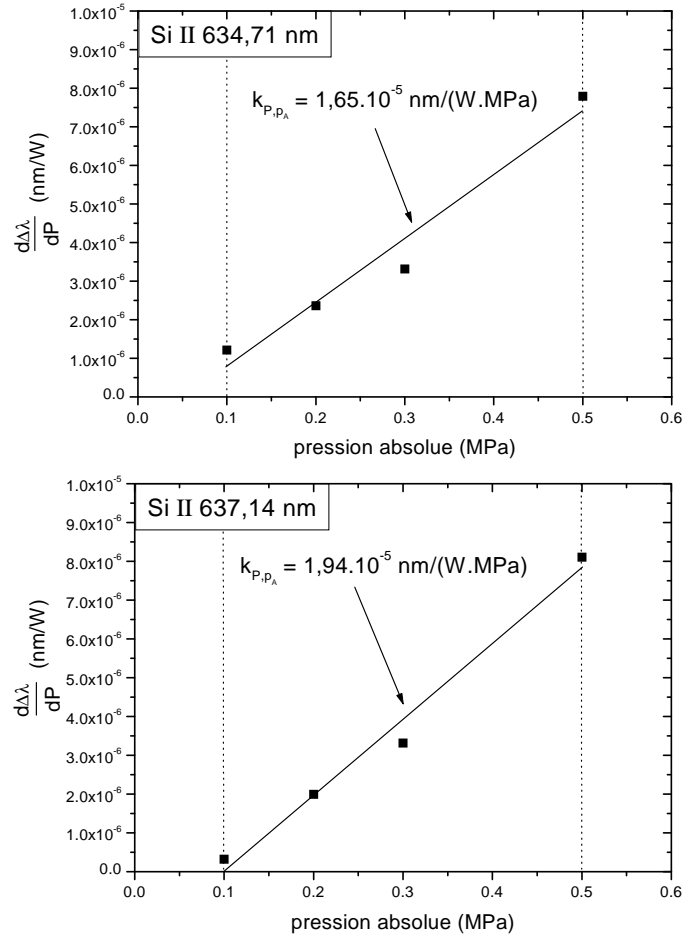 Si II 634,71 nm
k_P,p_A = 1,65.10^-5 nm/(W.MPa)
dΔλ/dP (nm/W)
1.0x10^-5
9.0x10^-6
8.0x10^-6
7.0x10^-6
6.0x10^-6
5.0x10^-6
4.0x10^-6
3.0x10^-6
2.0x10^-6
1.0x10^-6
0.0
0.0 0.1 0.2 0.3 0.4 0.5 0.6
pression absolue (MPa)
Si II 637,14 nm
k_P,p_A = 1,94.10^-5 nm/(W.MPa)
dΔλ/dP (nm/W)
1.0x10^-5
9.0x10^-6
8.0x10^-6
7.0x10^-6
6.0x10^-6
5.0x10^-6
4.0x10^-6
3.0x10^-6
2.0x10^-6
1.0x10^-6
0.0
0.0 0.1 0.2 0.3 0.4 0.5 0.6
pression absolue (MPa)